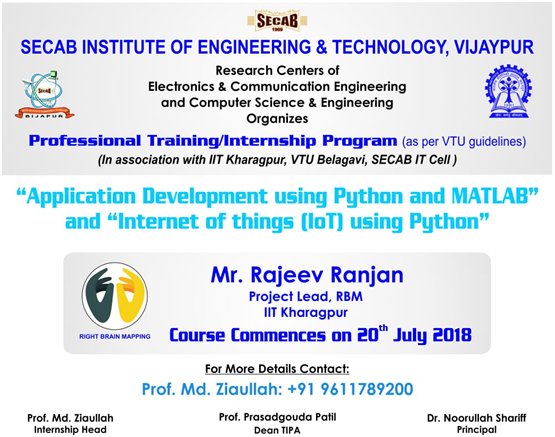 SECAB
1969
SECAB INSTITUTE OF ENGINEERING & TECHNOLOGY, VIJAYPUR
Research Centers of
Electronics & Communication Engineering
and Computer Science & Engineering
Organizes
BIJAPUR
Professional Training/Internship Program (as per VTU guidelines)
(In association with IIT Kharagpur, VTU Belagavi, SECAB IT Cell )
“Application Development using Python and MATLAB”
and “Internet of things (IoT) using Python”
Mr. Rajeev Ranjan
Project Lead, RBM
IIT Kharagpur
RIGHT BRAIN MAPPING
Course Commences on 20th July 2018
For More Details Contact:
Prof. Md. Ziaullah: +91 9611789200
Prof. Md. Ziaullah
Internship Head
Prof. Prasadgouda Patil
Dean TIPA
Dr. Noorullah Shariff
Principal